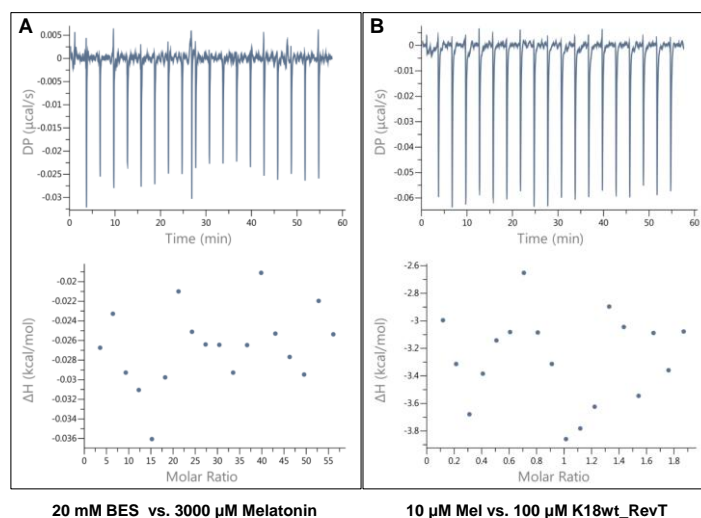 A
0.005
0
-0.005
-0.01
-0.015
-0.02
-0.025
-0.03
DP (µcal/s)
0 10 20 30 40 50 60
Time (min)
-0.02
-0.022
-0.024
-0.026
-0.028
-0.03
-0.032
-0.034
-0.036
ΔH (kcal/mol)
0 5 10 15 20 25 30 35 40 45 50 55
Molar Ratio
20 mM BES vs. 3000 µM Melatonin
B
0
-0.01
-0.02
-0.03
-0.04
-0.05
-0.06
DP (µcal/s)
0 10 20 30 40 50 60
Time (min)
-2.6
-2.8
-3
-3.2
-3.4
-3.6
-3.8
ΔH (kcal/mol)
0 0.2 0.4 0.6 0.8 1 1.2 1.4 1.6 1.8
Molar Ratio
10 µM Mel vs. 100 µM K18wt_RevT